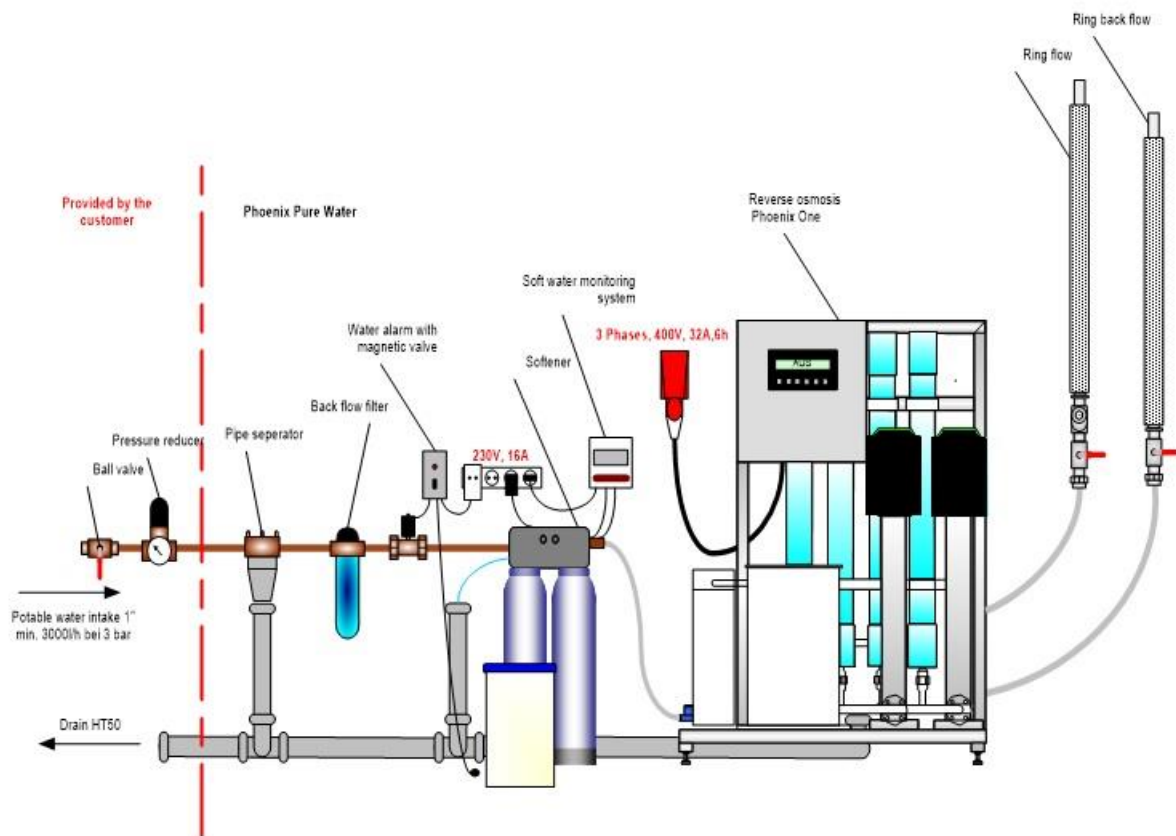 Ring back flow
Ring flow
Provided by the
customer
Phoenix Pure Water
Reverse osmosis
Phoenix One
Soft water monitoring
system
Water alarm with
magnetic valve
3 Phases, 400V, 32A,6h
Softener
Back flow filter
Pipe seperator
Pressure reducer
Ball valve
230V, 16A
Potable water intake 1"
min. 3000l/h bei 3 bar
Drain HT50